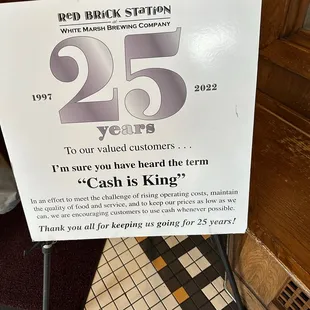 RED BRICK STATION
at
WHITE MARSH BREWING COMPANY
25
1997
2022
years
To our valued customers . . .
I'm sure you have heard the term
“Cash is King”
In an effort to meet the challenge of rising operating costs, maintain
the quality of food and service, and to keep our prices as low as we
can, we are encouraging customers to use cash whenever possible.
Thank you all for keeping us going for 25 years!